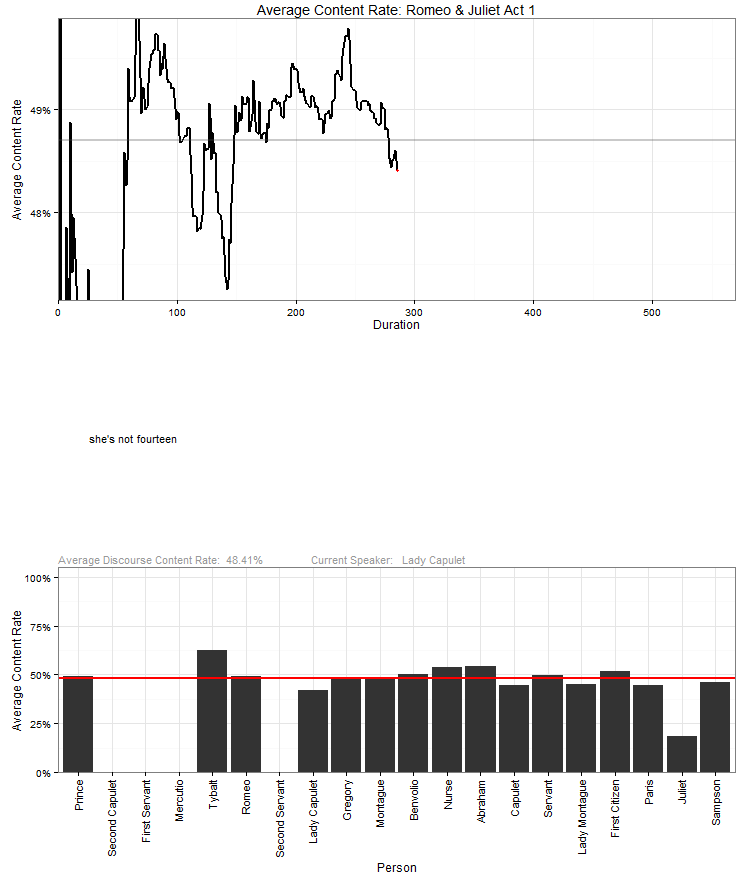 Average Content Rate: Romeo & Juliet Act 1
Average Content Rate
49%
48%
0 100 200 300 400 500
Duration
she's not fourteen
Average Discourse Content Rate: 48.41% Current Speaker: Lady Capulet
Average Content Rate
100%
75%
50%
25%
0%
Prince
Second Capulet
First Servant
Mercutio
Tybalt
Romeo
Second Servant
Lady Capulet
Gregory
Montague
Benvolio
Nurse
Abraham
Capulet
Servant
Lady Montague
First Citizen
Paris
Juliet
Sampson
Person